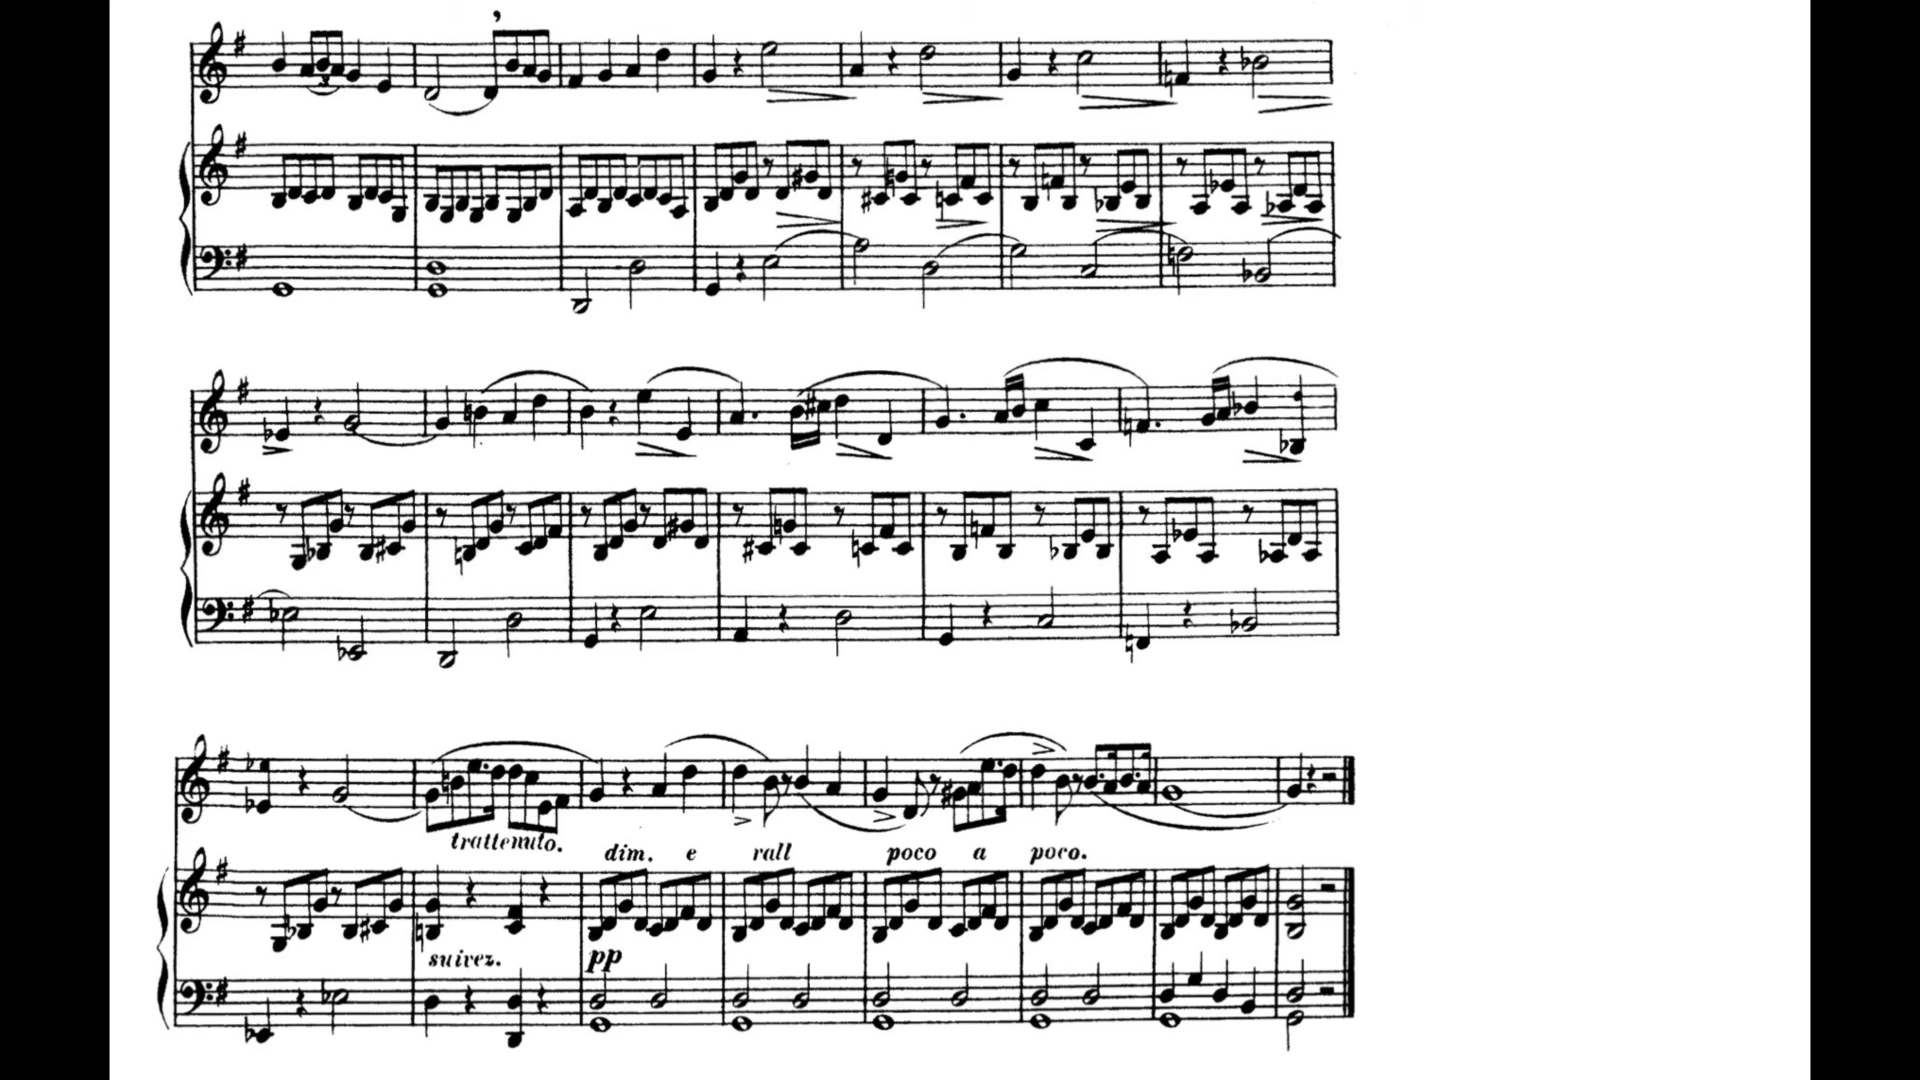 trattenuto.
dim. e rall poco a poco.
suivez.
pp